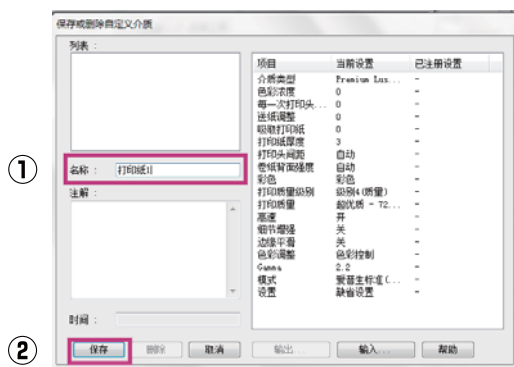 保存或删除自定义介质
列表：
项目 当前设置 已注册设置
介质类型 Premium Lus... -
色彩浓度 0 -
每一次打印头... 0 -
送纸调整 0 -
吸取打印纸 0 -
打印纸厚度 3 -
打印头间距 自动 -
卷纸背面强度 自动 -
彩色 彩色 -
打印质量级别 级别4(质量) -
打印质量 超优质 - 72... -
高速 开 -
细节增强 关 -
边缘平滑 关 -
色彩调整 色彩控制 -
Gamma 2.2 -
模式 爱普生标准(... -
设置 缺省设置 -
① 名称： 打印纸1
注解：
时间：
② 保存 删除 取消 输出... 输入... 帮助